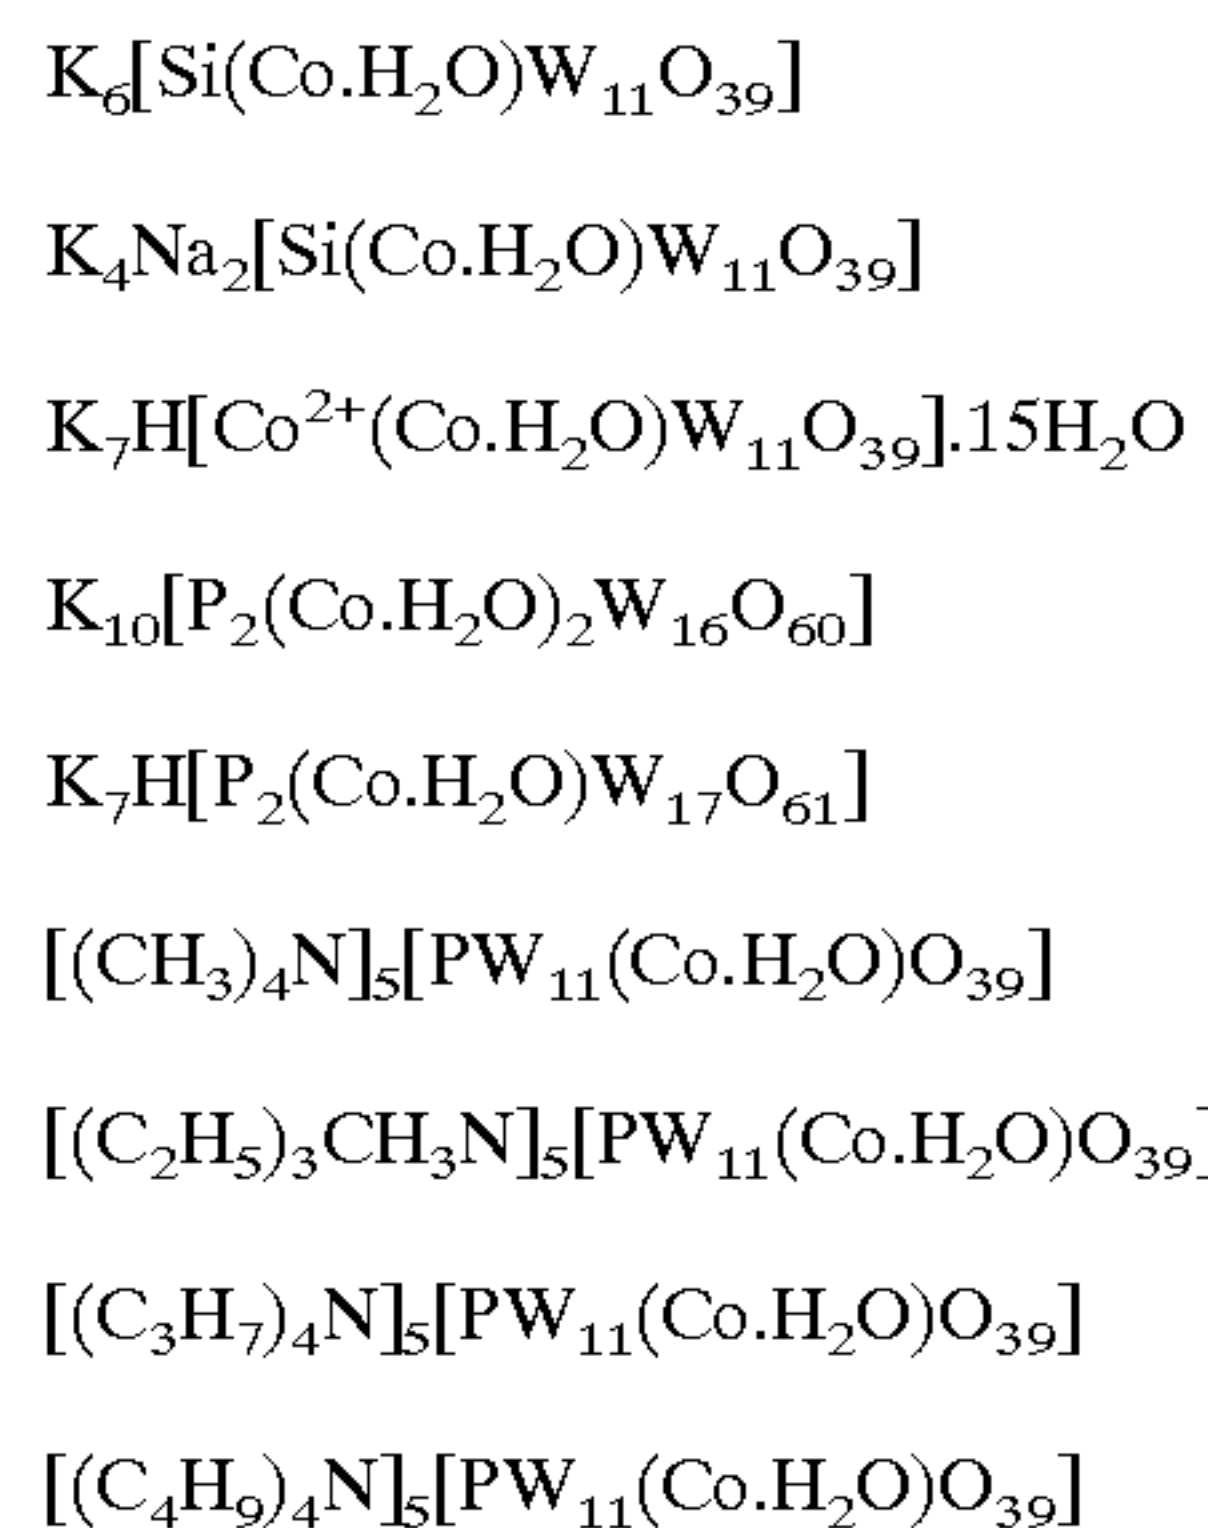 K₆[Si(Co.H₂O)W₁₁O₃₉]
K₄Na₂[Si(Co.H₂O)W₁₁O₃₉]
K₇H[Co²⁺(Co.H₂O)W₁₁O₃₉].15H₂O
K₁₀[P₂(Co.H₂O)₂W₁₆O₆₀]
K₇H[P₂(Co.H₂O)W₁₇O₆₁]
[(CH₃)₄N]₅[PW₁₁(Co.H₂O)O₃₉]
[(C₂H₅)₃CH₃N]₅[PW₁₁(Co.H₂O)O₃₉]
[(C₃H₇)₄N]₅[PW₁₁(Co.H₂O)O₃₉]
[(C₄H₉)₄N]₅[PW₁₁(Co.H₂O)O₃₉]